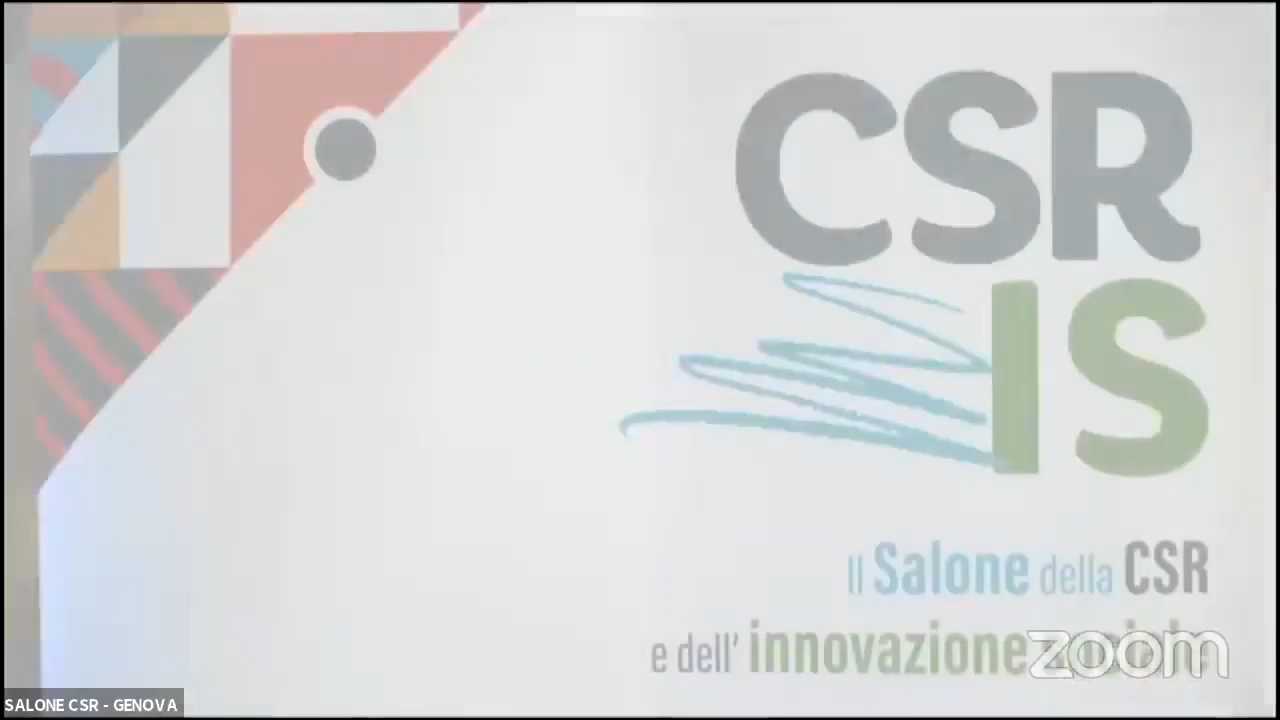 CSR
IS
Il Salone della CSR
e dell' innovazione
zoom
SALONE CSR - GENOVA